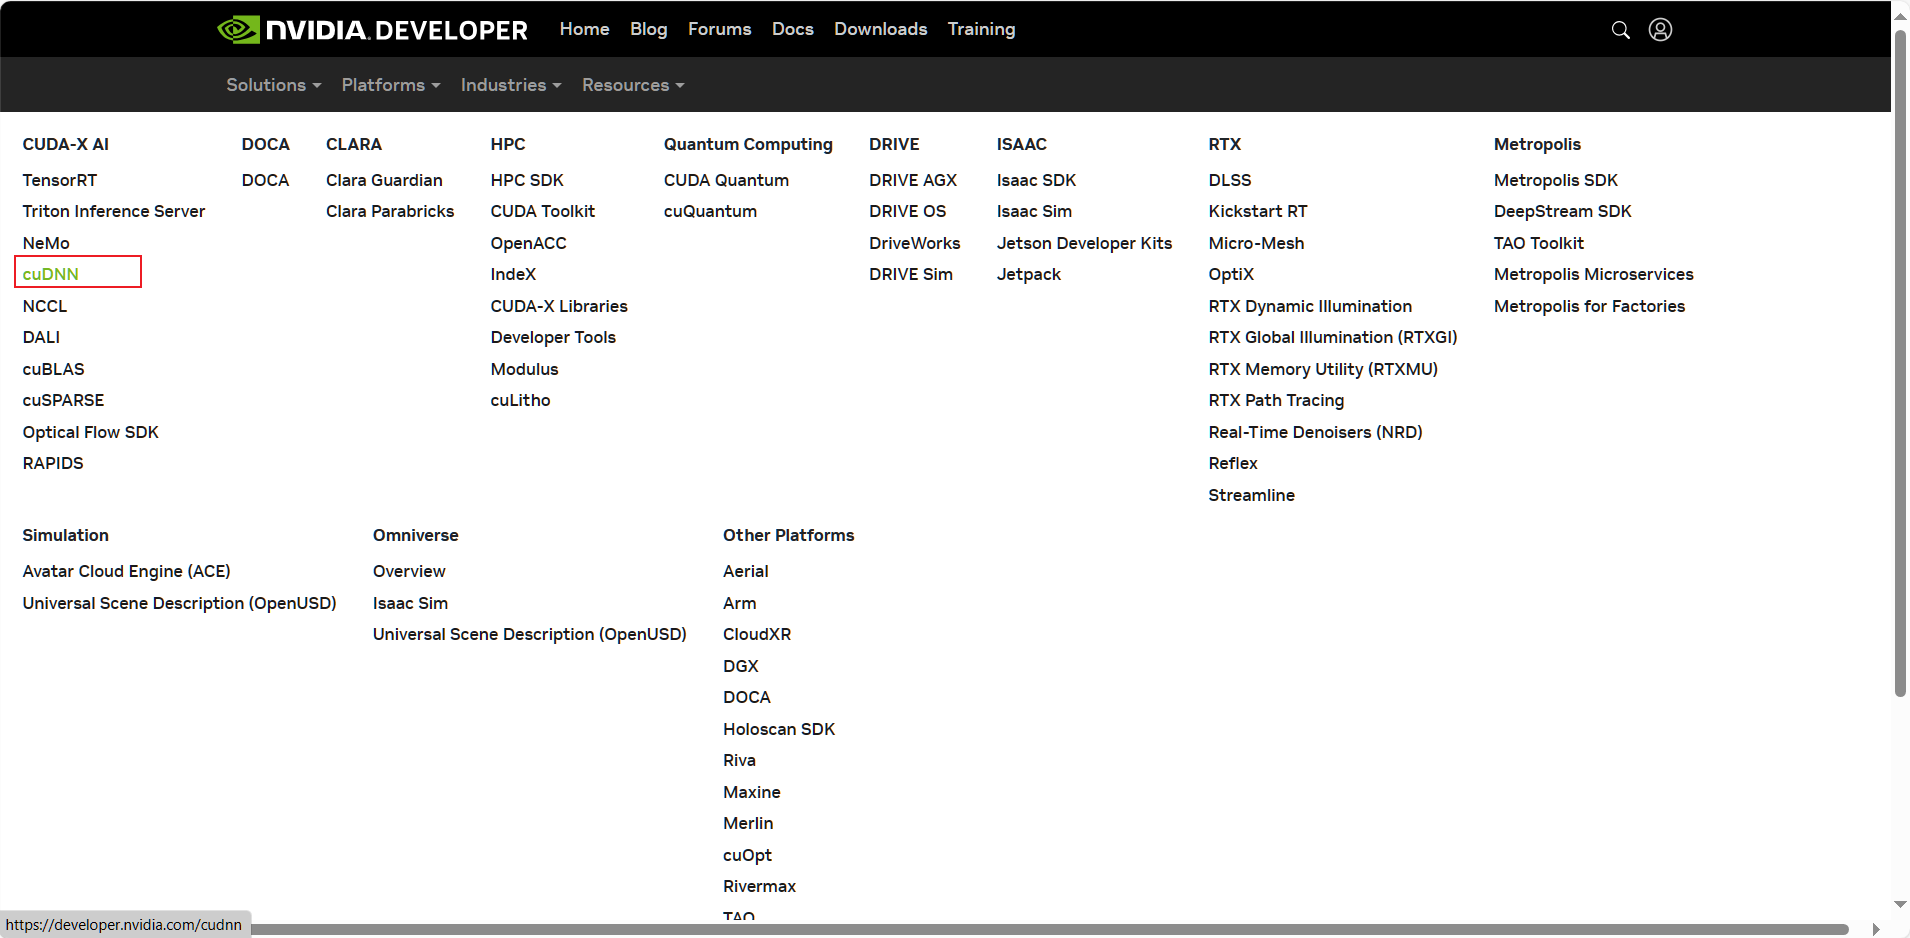 NVIDIA. DEVELOPER Home Blog Forums Docs Downloads Training
Solutions Platforms Industries Resources
CUDA-X AI
TensorRT
Triton Inference Server
NeMo
cuDNN
NCCL
DALI
cuBLAS
cuSPARSE
Optical Flow SDK
RAPIDS
DOCA
DOCA
CLARA
Clara Guardian
Clara Parabricks
HPC
HPC SDK
CUDA Toolkit
OpenACC
IndeX
CUDA-X Libraries
Developer Tools
Modulus
cuLitho
Quantum Computing
CUDA Quantum
cuQuantum
DRIVE
DRIVE AGX
DRIVE OS
DriveWorks
DRIVE Sim
ISAAC
Isaac SDK
Isaac Sim
Jetson Developer Kits
Jetpack
RTX
DLSS
Kickstart RT
Micro-Mesh
OptiX
RTX Dynamic Illumination
RTX Global Illumination (RTXGI)
RTX Memory Utility (RTXMU)
RTX Path Tracing
Real-Time Denoisers (NRD)
Reflex
Streamline
Metropolis
Metropolis SDK
DeepStream SDK
TAO Toolkit
Metropolis Microservices
Metropolis for Factories
Simulation
Avatar Cloud Engine (ACE)
Universal Scene Description (OpenUSD)
Omniverse
Overview
Isaac Sim
Universal Scene Description (OpenUSD)
Other Platforms
Aerial
Arm
CloudXR
DGX
DOCA
Holoscan SDK
Riva
Maxine
Merlin
cuOpt
Rivermax
TAO
https://developer.nvidia.com/cudnn